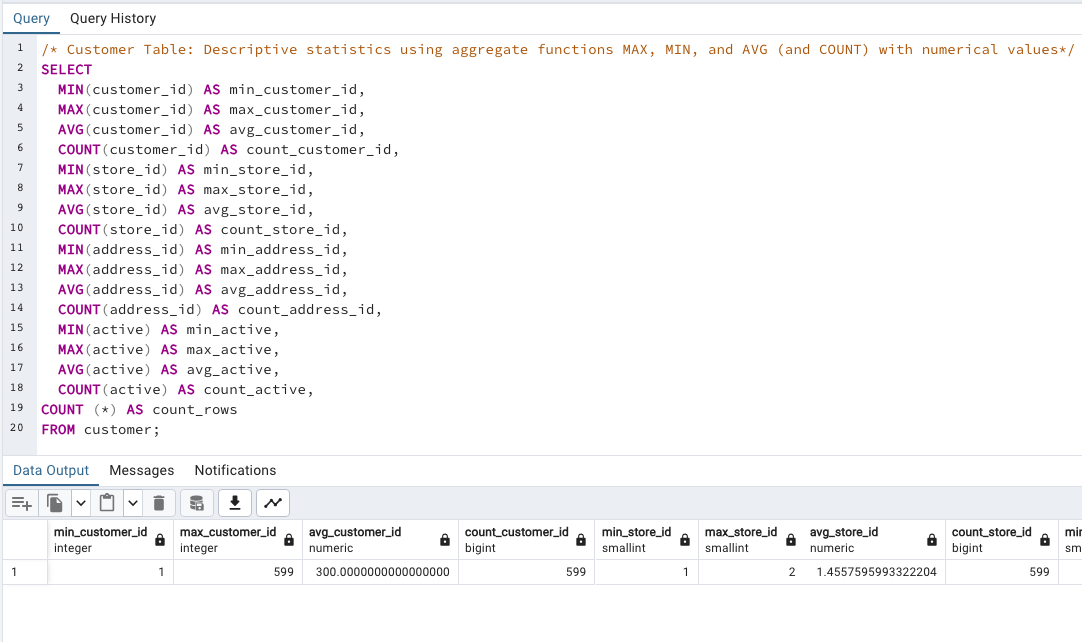 Query Query History
1 /* Customer Table: Descriptive statistics using aggregate functions MAX, MIN, and AVG (and COUNT) with numerical values*/
2 SELECT
3 MIN(customer_id) AS min_customer_id,
4 MAX(customer_id) AS max_customer_id,
5 AVG(customer_id) AS avg_customer_id,
6 COUNT(customer_id) AS count_customer_id,
7 MIN(store_id) AS min_store_id,
8 MAX(store_id) AS max_store_id,
9 AVG(store_id) AS avg_store_id,
10 COUNT(store_id) AS count_store_id,
11 MIN(address_id) AS min_address_id,
12 MAX(address_id) AS max_address_id,
13 AVG(address_id) AS avg_address_id,
14 COUNT(address_id) AS count_address_id,
15 MIN(active) AS min_active,
16 MAX(active) AS max_active,
17 AVG(active) AS avg_active,
18 COUNT(active) AS count_active,
19 COUNT (*) AS count_rows
20 FROM customer;
Data Output Messages Notifications
min_customer_id max_customer_id avg_customer_id count_customer_id min_store_id max_store_id avg_store_id count_store_id
integer integer numeric bigint smallint smallint numeric bigint
1 1 599 300.0000000000000000 599 1 2 1.4557595993322204 599